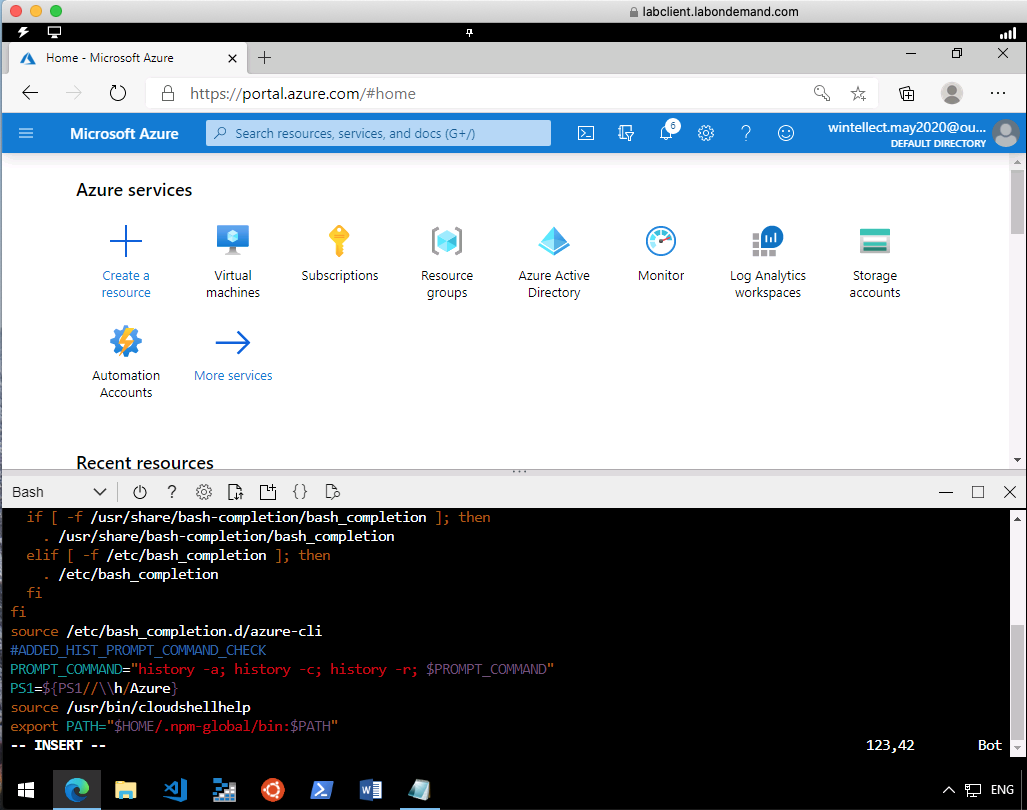 labclient.labondemand.com
Home - Microsoft Azure
https://portal.azure.com/#home
Microsoft Azure
Search resources, services, and docs (G+/)
6
wintellect.may2020@ou...
DEFAULT DIRECTORY
Azure services
Create a resource
Virtual machines
Subscriptions
Resource groups
Azure Active Directory
Monitor
Log Analytics workspaces
Storage accounts
Automation Accounts
More services
Recent resources
Bash
if [ -f /usr/share/bash-completion/bash_completion ]; then
. /usr/share/bash-completion/bash_completion
elif [ -f /etc/bash_completion ]; then
. /etc/bash_completion
fi
fi
source /etc/bash_completion.d/azure-cli
#ADDED_HIST_PROMPT_COMMAND_CHECK
PROMPT_COMMAND="history -a; history -c; history -r; $PROMPT_COMMAND"
PS1=${PS1//\\h/Azure}
source /usr/bin/cloudshellhelp
export PATH="$HOME/.npm-global/bin:$PATH"
-- INSERT -- 123,42 Bot
ENG